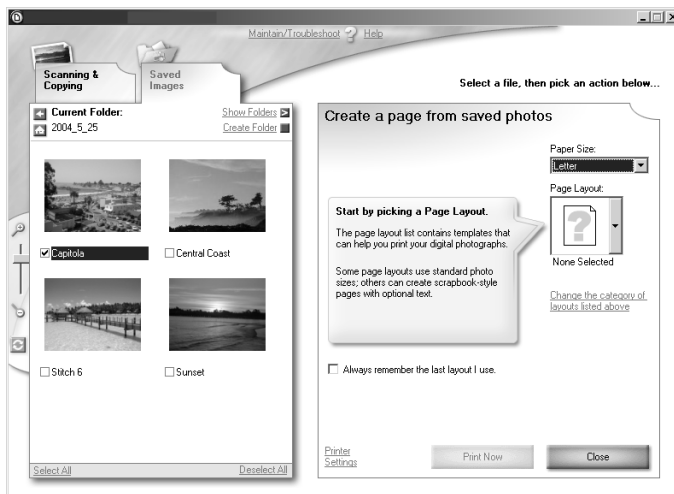 Maintain/Troubleshoot ? Help
Scanning &
Copying
Saved
Images
Select a file, then pick an action below...
Current Folder:
Show Folders
2004_5_25
Create Folder
Capitola
Central Coast
Stitch 6
Sunset
Select All
Deselect All
Create a page from saved photos
Paper Size:
Letter
Page Layout:
?
None Selected
Start by picking a Page Layout.
The page layout list contains templates that
can help you print your digital photographs.
Some page layouts use standard photo
sizes; others can create scrapbook-style
pages with optional text.
Change the category of
layouts listed above
Always remember the last layout I use.
Printer
Settings
Print Now
Close